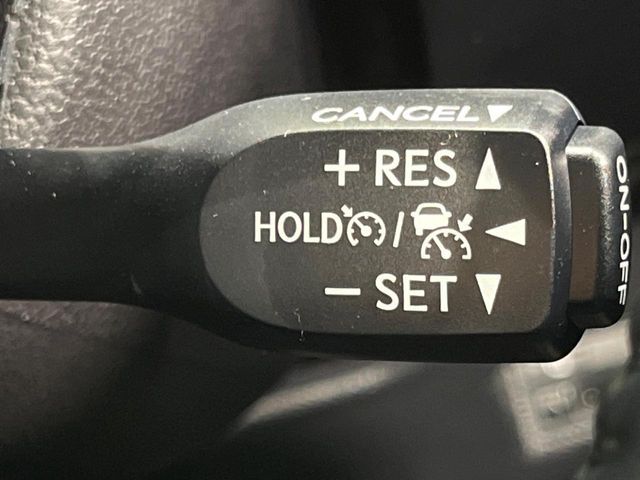 CANCEL▼
+ RES ▲
HOLD / ◀
− SET ▼
ON-OFF